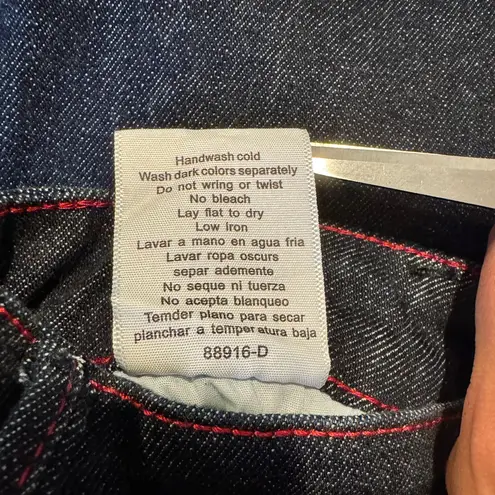 Handwash cold
Wash dark colors separately
Do not wring or twist
No bleach
Lay flat to dry
Low iron
Lavar a mano en agua fria
Lavar ropa oscurs
separ ademente
No seque ni tuerza
No acepta blanqueo
Temder plano para secar
planchar a temper atura baja
88916-D